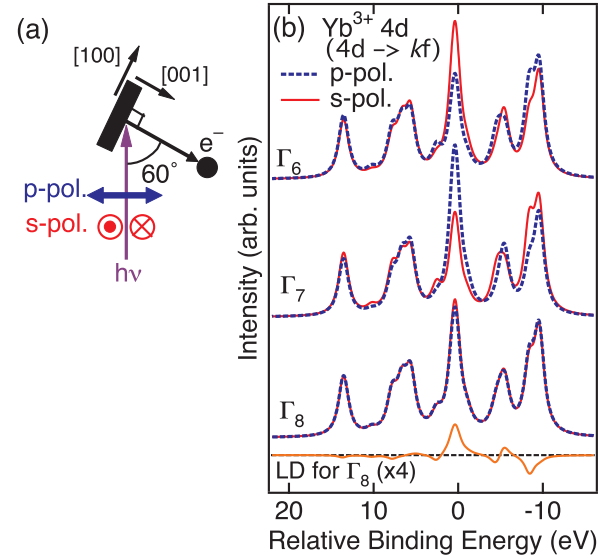 (a)
[100]
[001]
e⁻
60°
p-pol.
s-pol.
hν
(b)
Yb³⁺ 4d
(4d -> kf)
p-pol.
s-pol.
Γ₆
Γ₇
Γ₈
LD for Γ₈ (x4)
Intensity (arb. units)
20 10 0 -10
Relative Binding Energy (eV)